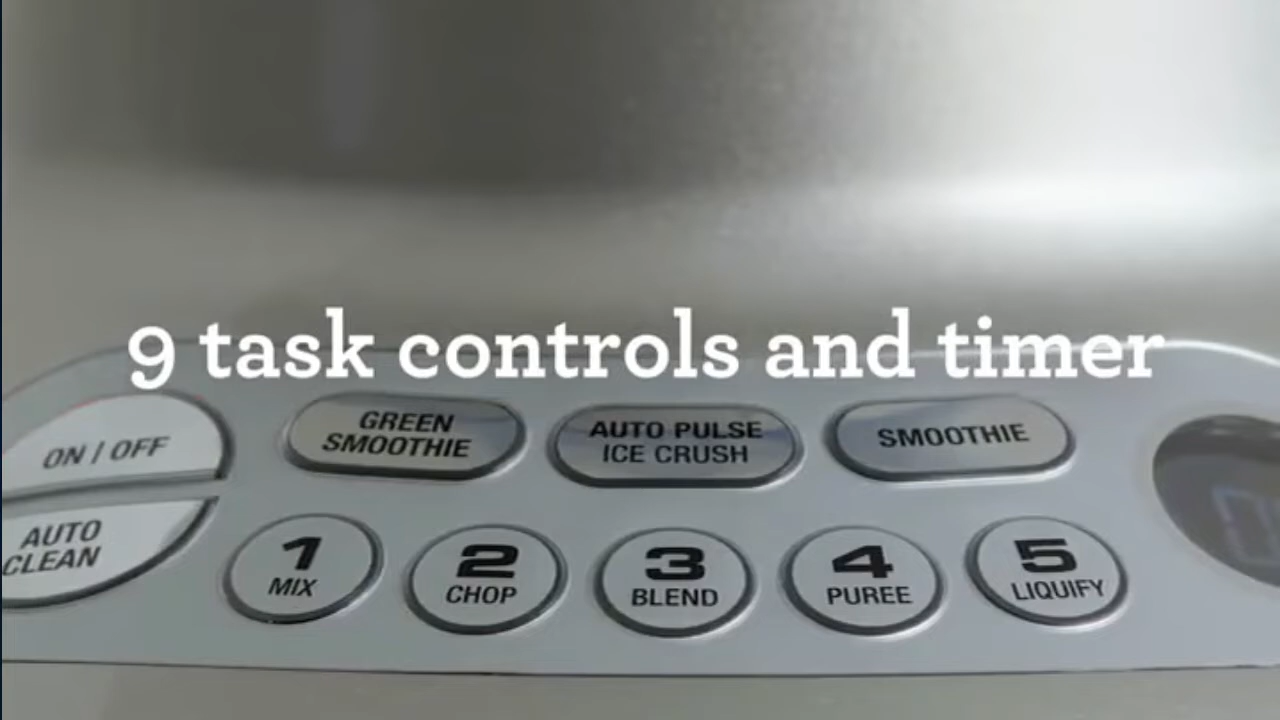 9 task controls and timer
ON | OFF
GREEN
SMOOTHIE
AUTO PULSE
ICE CRUSH
SMOOTHIE
AUTO
CLEAN
1
MIX
2
CHOP
3
BLEND
4
PUREE
5
LIQUIFY